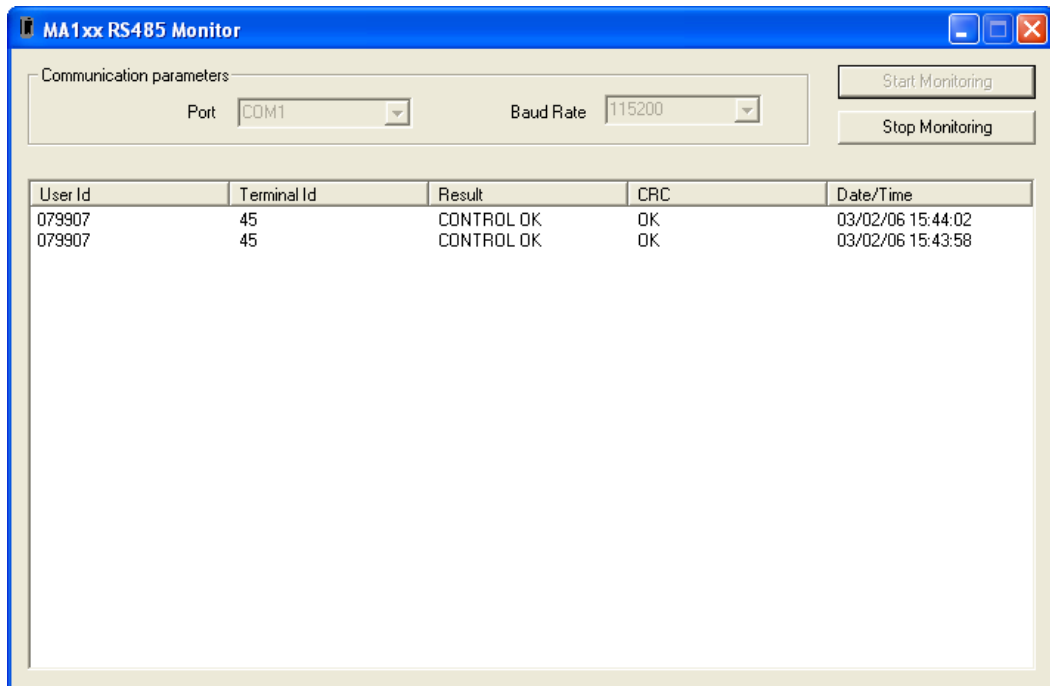 MA1xx RS485 Monitor
Communication parameters
Start Monitoring
Port COM1 Baud Rate 115200
Stop Monitoring
User Id Terminal Id Result CRC Date/Time
079907 45 CONTROL OK OK 03/02/06 15:44:02
079907 45 CONTROL OK OK 03/02/06 15:43:58